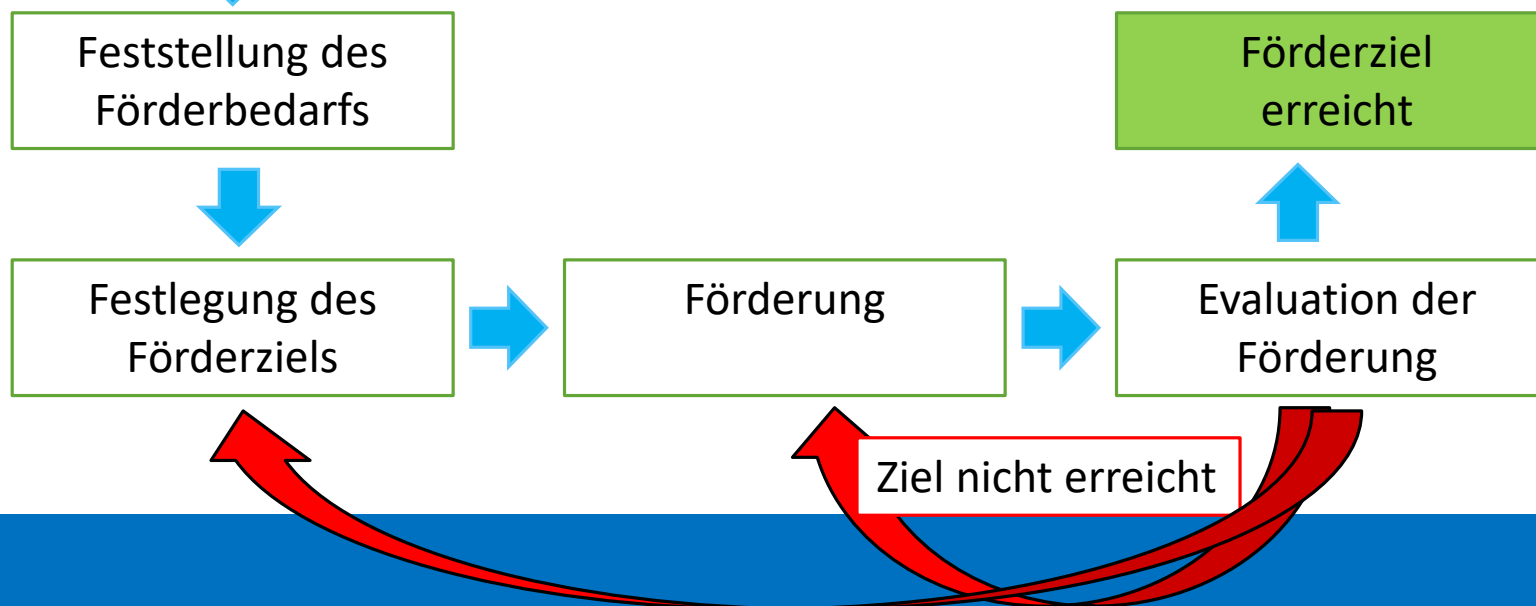 Feststellung des
Förderbedarfs
Förderziel
erreicht
Festlegung des
Förderziels
Förderung
Evaluation der
Förderung
Ziel nicht erreicht